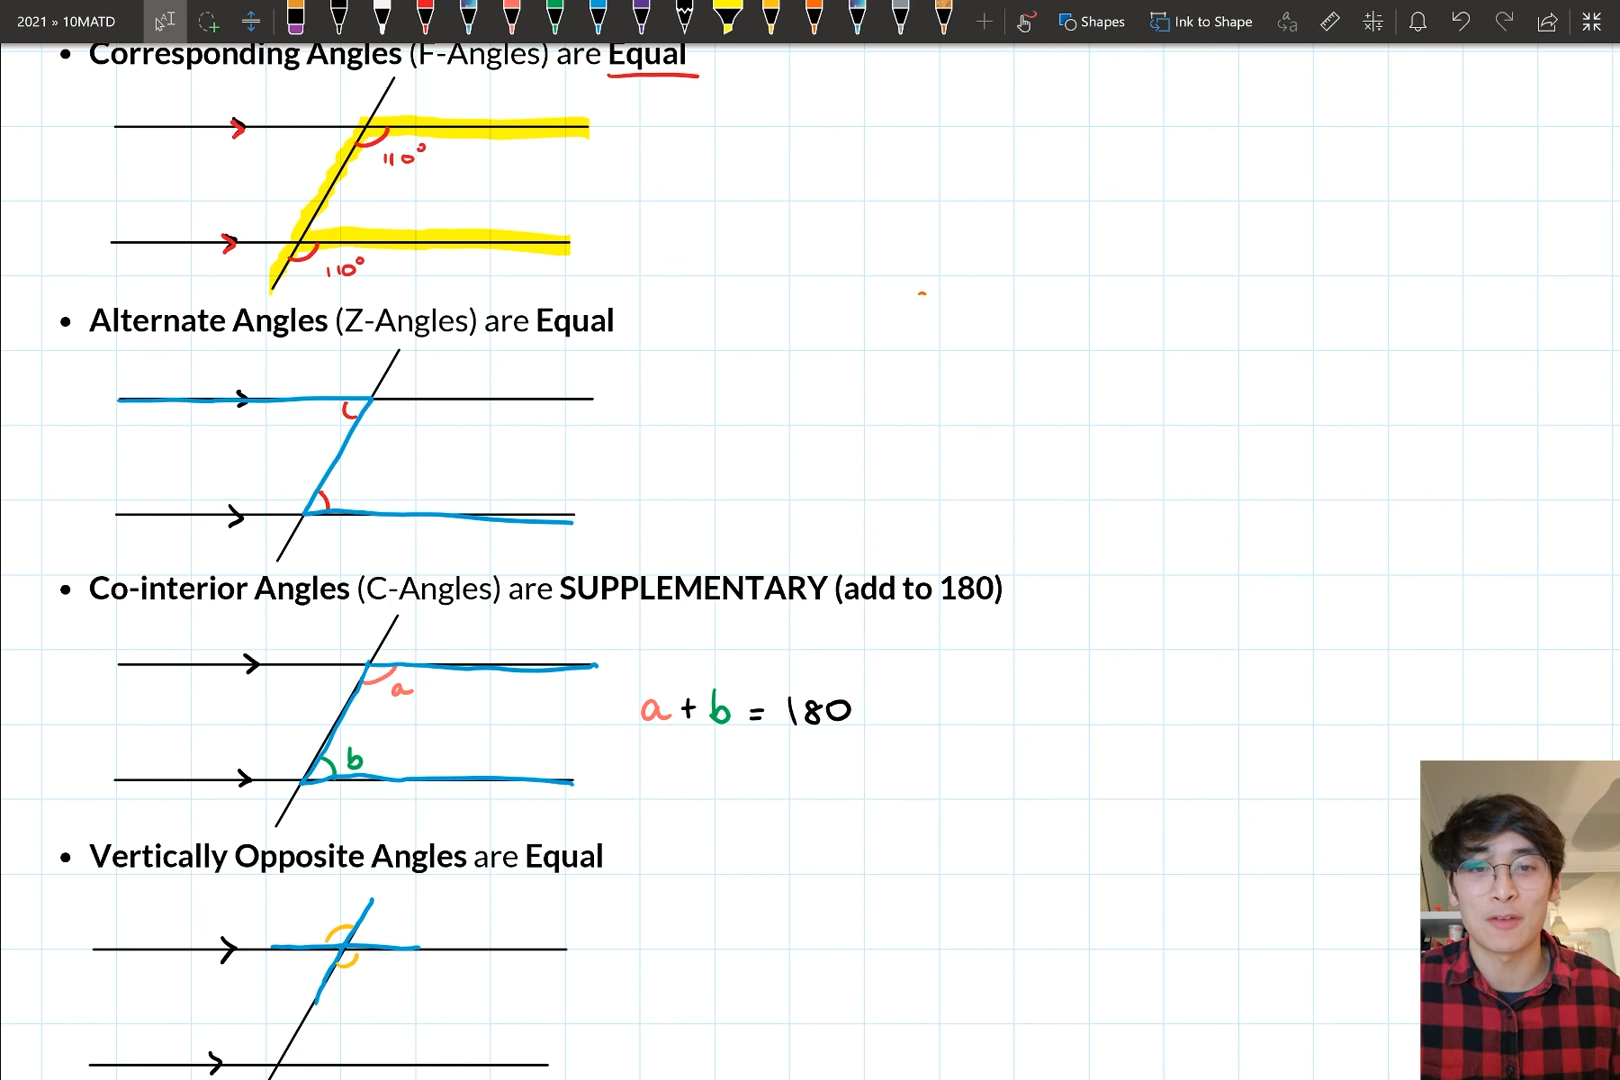 2021 » 10MATD
Shapes
Ink to Shape
• Corresponding Angles (F-Angles) are Equal
110°
110°
• Alternate Angles (Z-Angles) are Equal
• Co-interior Angles (C-Angles) are SUPPLEMENTARY (add to 180)
a
a + b = 180
b
• Vertically Opposite Angles are Equal